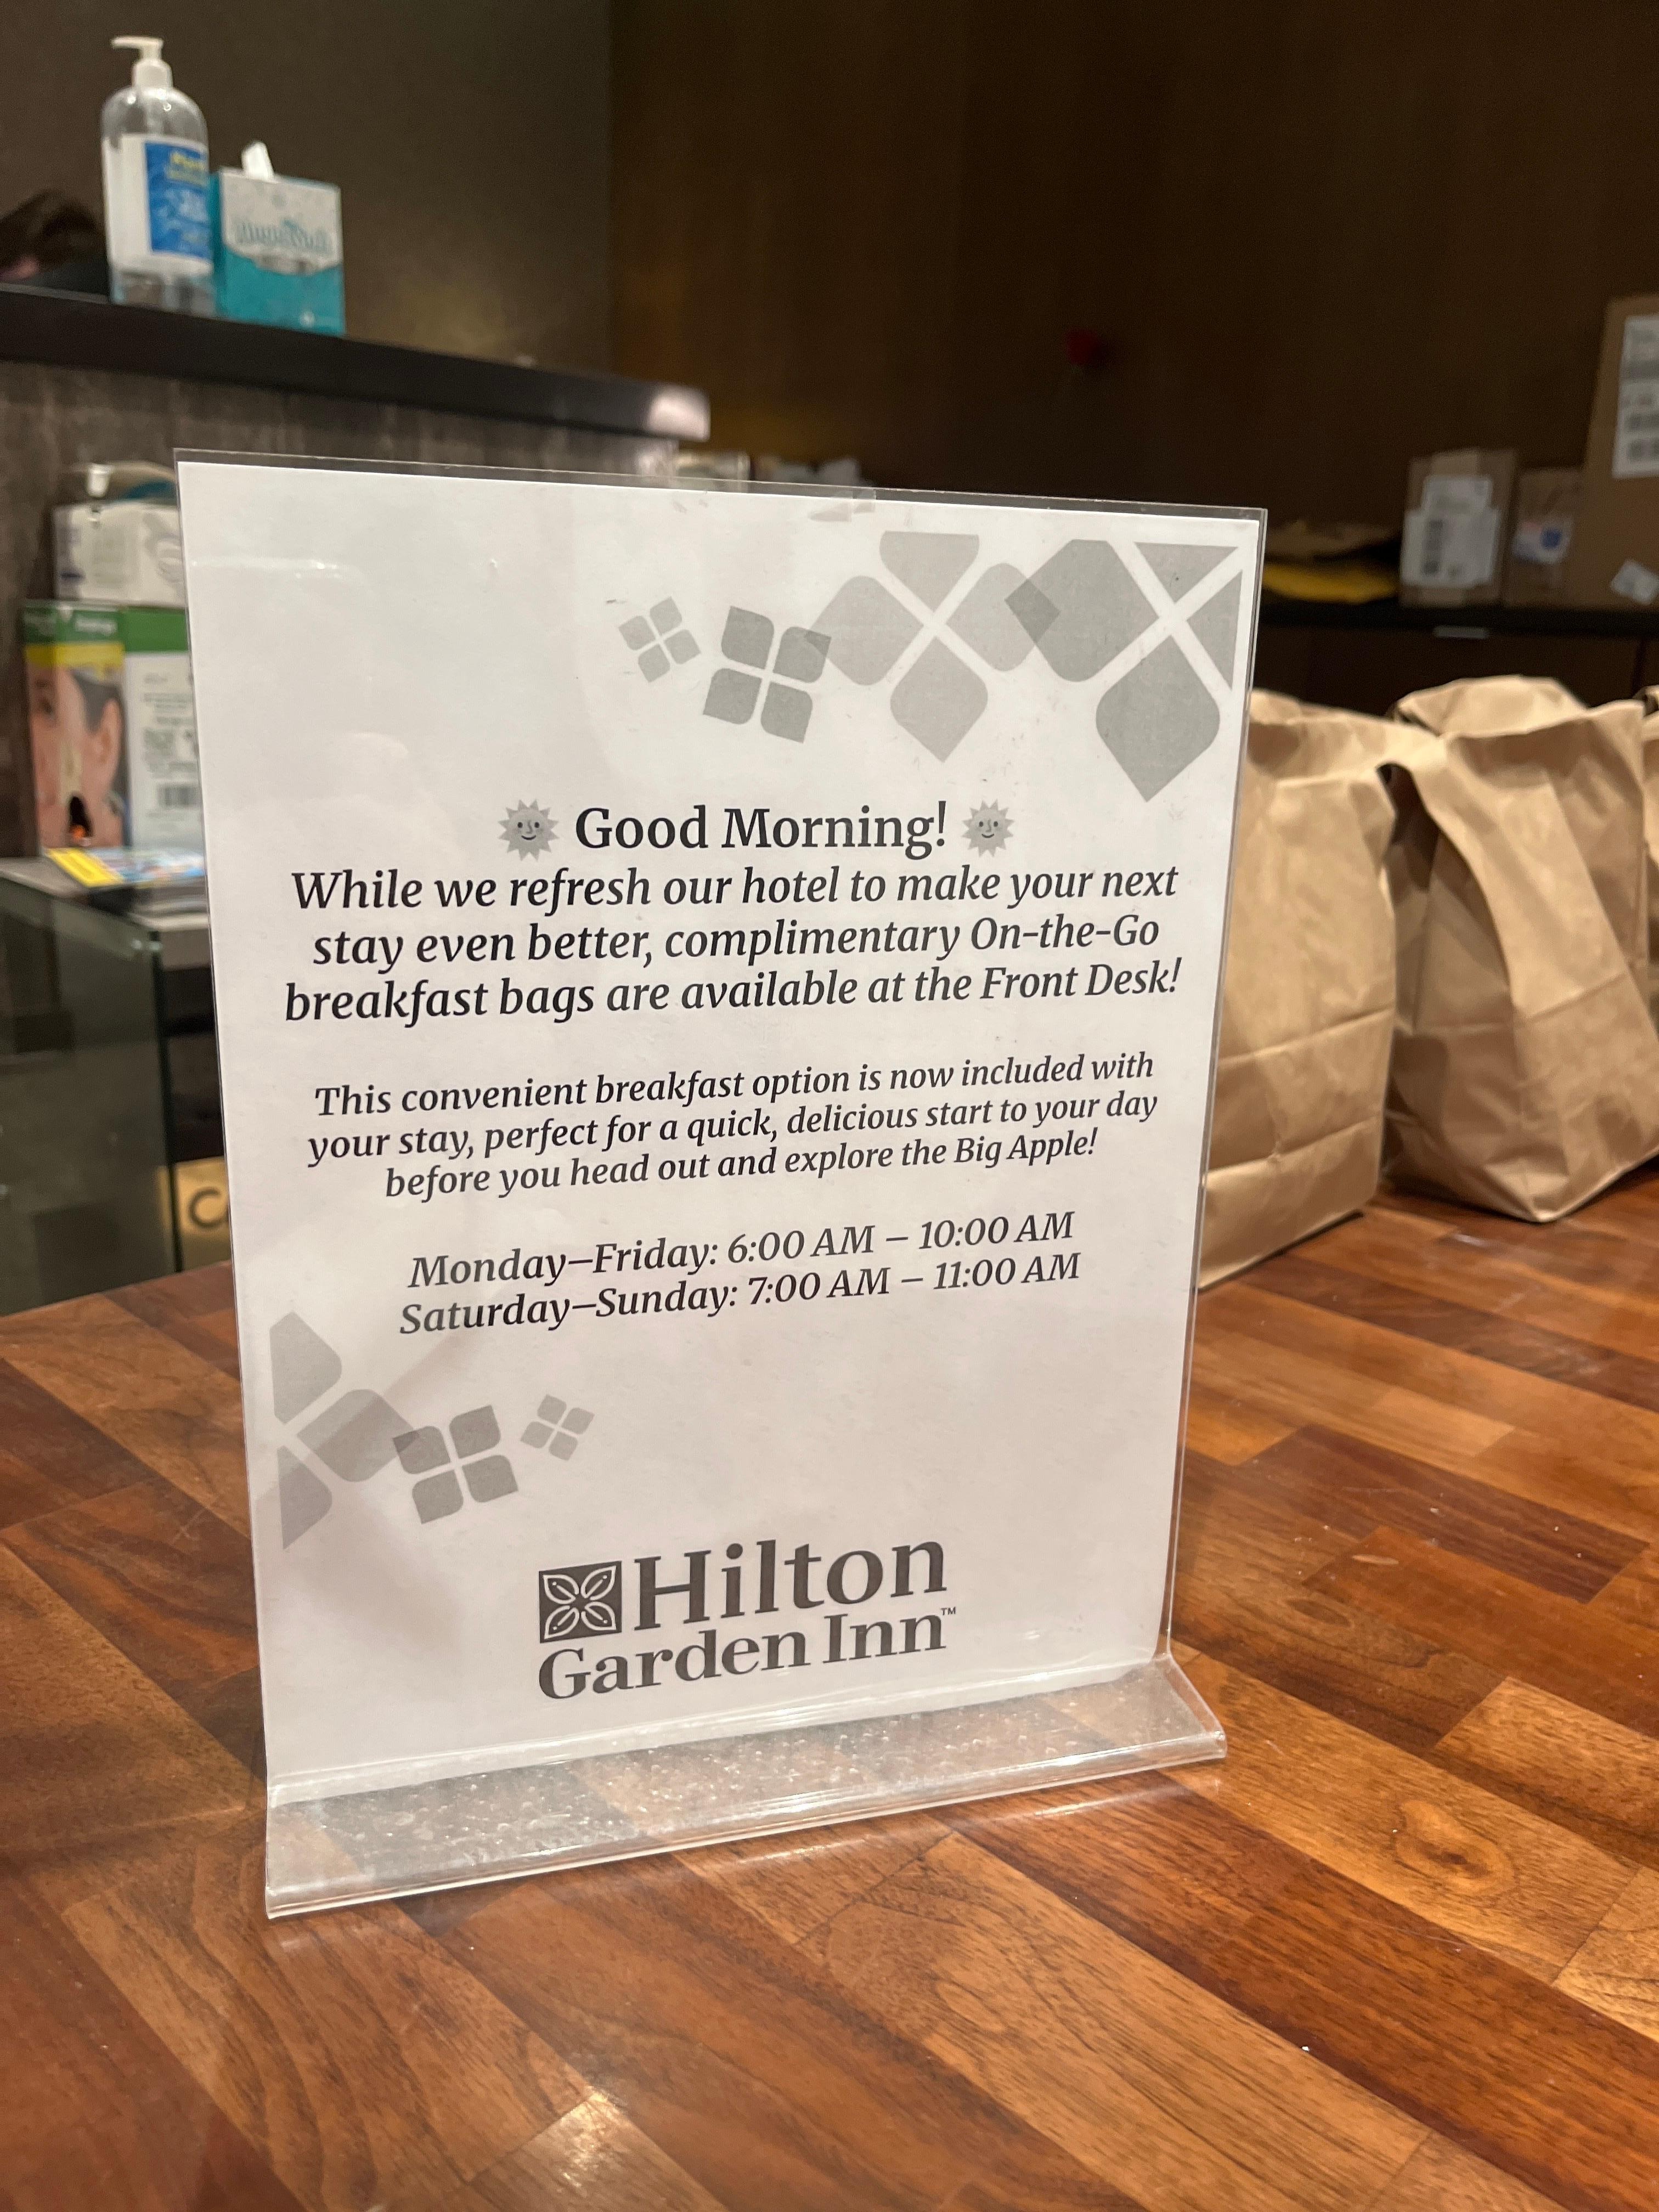 🌞 Good Morning! 🌞
While we refresh our hotel to make your next
stay even better, complimentary On-the-Go
breakfast bags are available at the Front Desk!
This convenient breakfast option is now included with
your stay, perfect for a quick, delicious start to your day
before you head out and explore the Big Apple!
Monday–Friday: 6:00 AM – 10:00 AM
Saturday–Sunday: 7:00 AM – 11:00 AM
Hilton
Garden Inn™